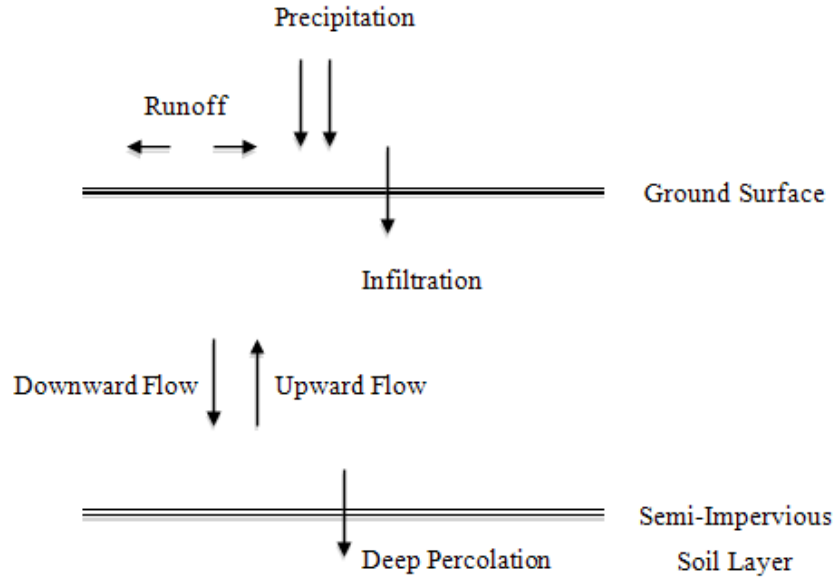 Precipitation
Runoff
Ground Surface
Infiltration
Downward Flow
Upward Flow
Semi-Impervious
Soil Layer
Deep Percolation